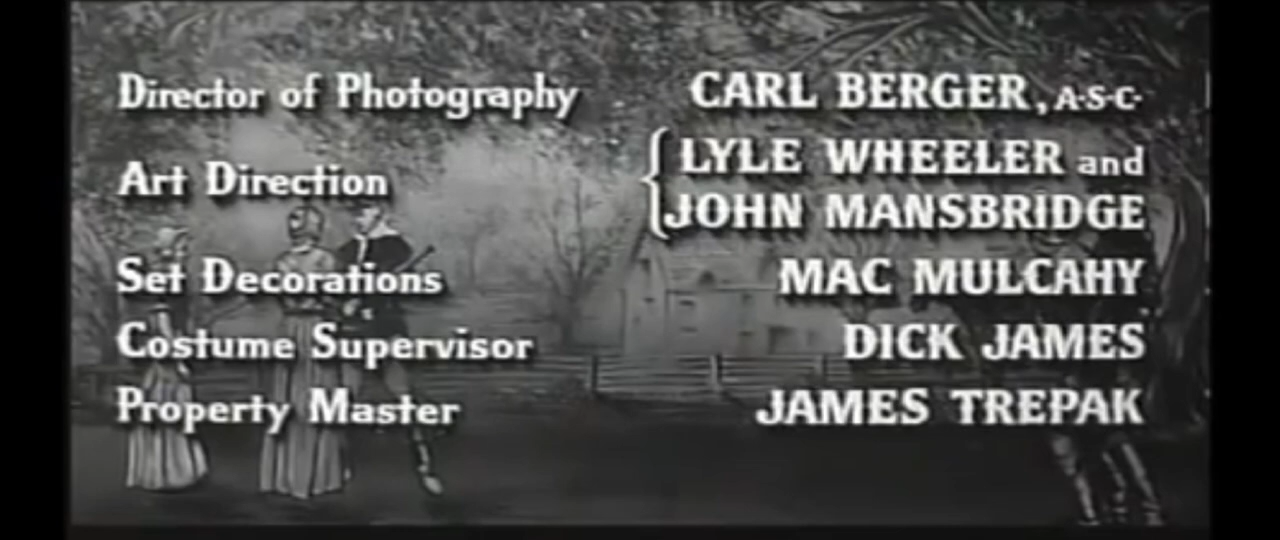 Director of Photography CARL BERGER, A·S·C·
Art Direction { LYLE WHEELER and
JOHN MANSBRIDGE
Set Decorations MAC MULCAHY
Costume Supervisor DICK JAMES
Property Master JAMES TREPAK